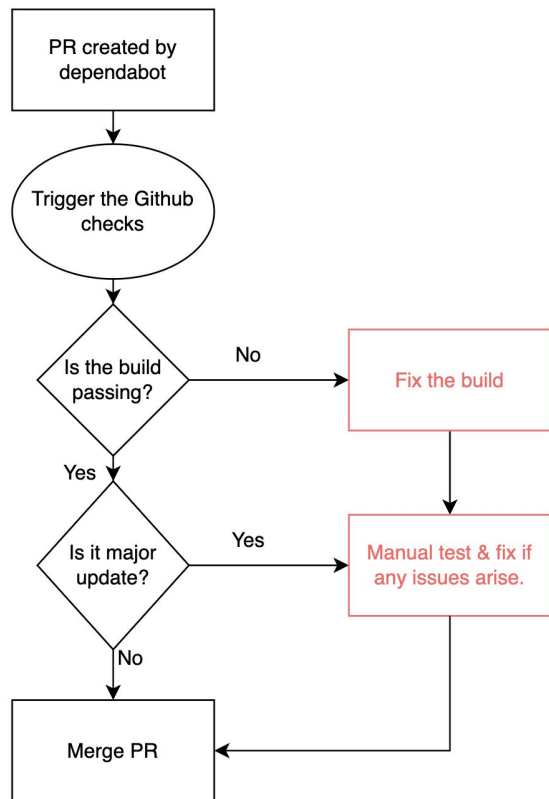 PR created by
dependabot
Trigger the Github
checks
Is the build
passing?
No
Fix the build
Yes
Is it major
update?
Yes
Manual test & fix if
any issues arise.
No
Merge PR